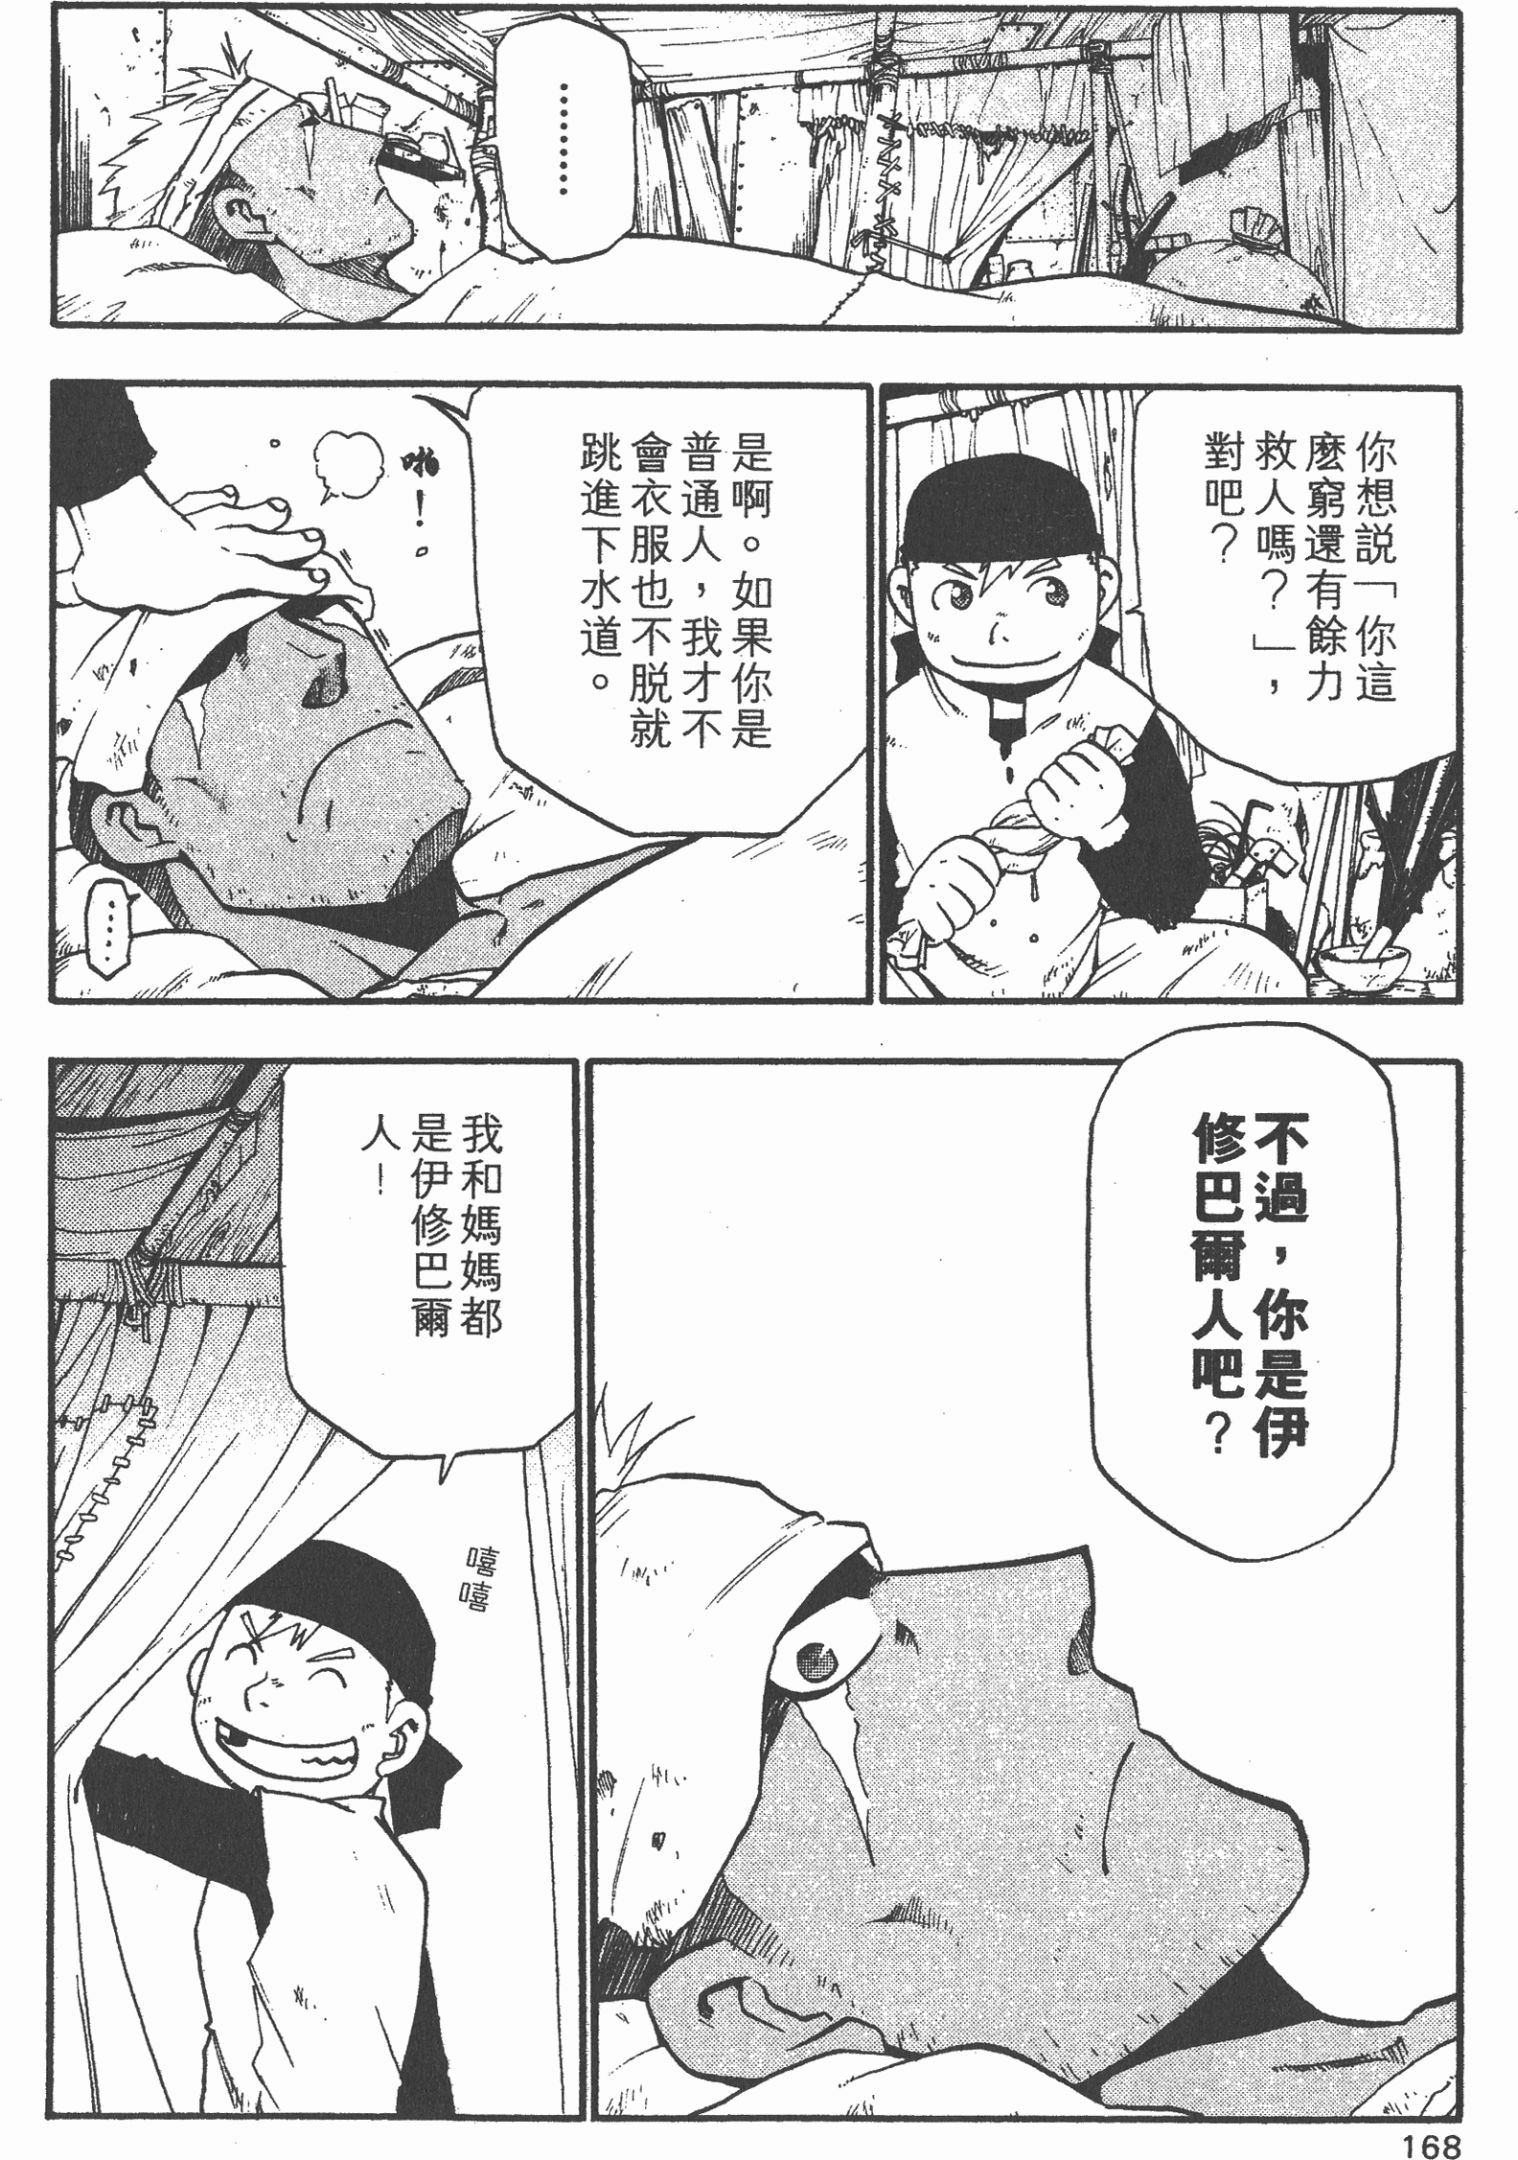 ………
你想説「你這
麼窮還有餘力
救人嗎？」，
對吧？
是啊。如果你是
普通人，我才不
會衣服也不脱就
跳進下水道。
啪！
……
不過，你是伊
修巴爾人吧？
我和媽媽都
是伊修巴爾
人！
嘻嘻
168